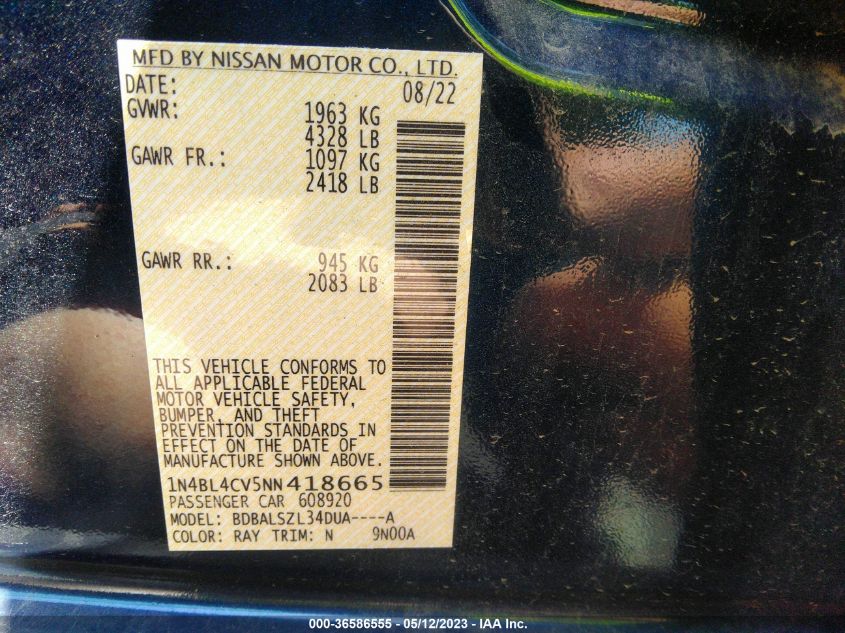 MFD BY NISSAN MOTOR CO., LTD.
DATE: 08/22
GVWR: 1963 KG
4328 LB
GAWR FR.: 1097 KG
2418 LB
GAWR RR.: 945 KG
2083 LB
THIS VEHICLE CONFORMS TO
ALL APPLICABLE FEDERAL
MOTOR VEHICLE SAFETY,
BUMPER, AND THEFT
PREVENTION STANDARDS IN
EFFECT ON THE DATE OF
MANUFACTURE SHOWN ABOVE.
1N4BL4CV5NN418665
PASSENGER CAR 608920
MODEL: BDBALSZL34DUA----A
COLOR: RAY TRIM: N 9N00A
000-36586555 - 05/12/2023 - IAA Inc.